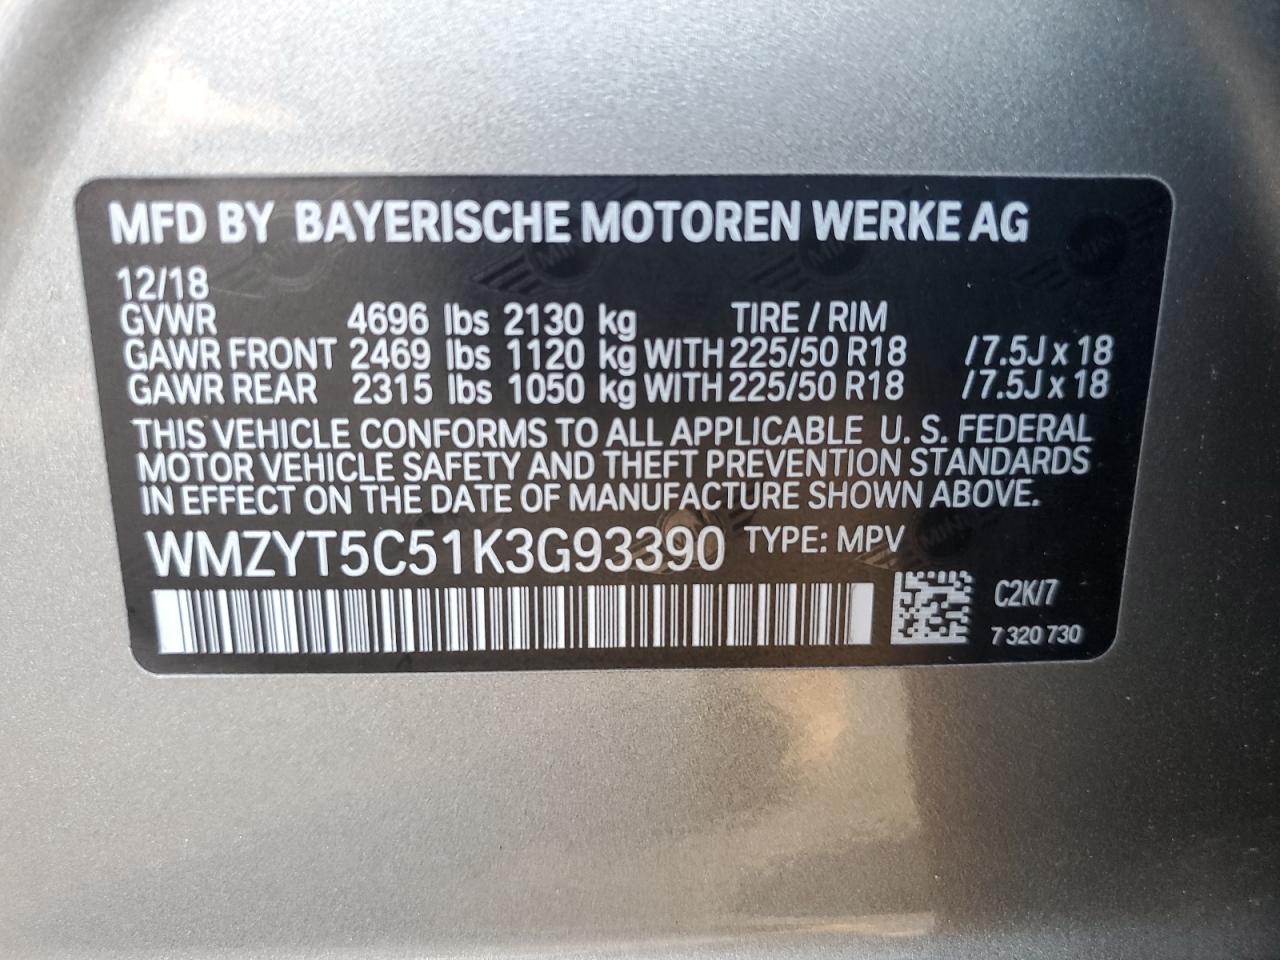 MFD BY BAYERISCHE MOTOREN WERKE AG
12/18
GVWR 4696 lbs 2130 kg TIRE / RIM
GAWR FRONT 2469 lbs 1120 kg WITH 225/50 R18 /7.5J x 18
GAWR REAR 2315 lbs 1050 kg WITH 225/50 R18 /7.5J x 18
THIS VEHICLE CONFORMS TO ALL APPLICABLE U. S. FEDERAL
MOTOR VEHICLE SAFETY AND THEFT PREVENTION STANDARDS
IN EFFECT ON THE DATE OF MANUFACTURE SHOWN ABOVE.
WMZYT5C51K3G93390 TYPE: MPV
C2K/7
7 320 730